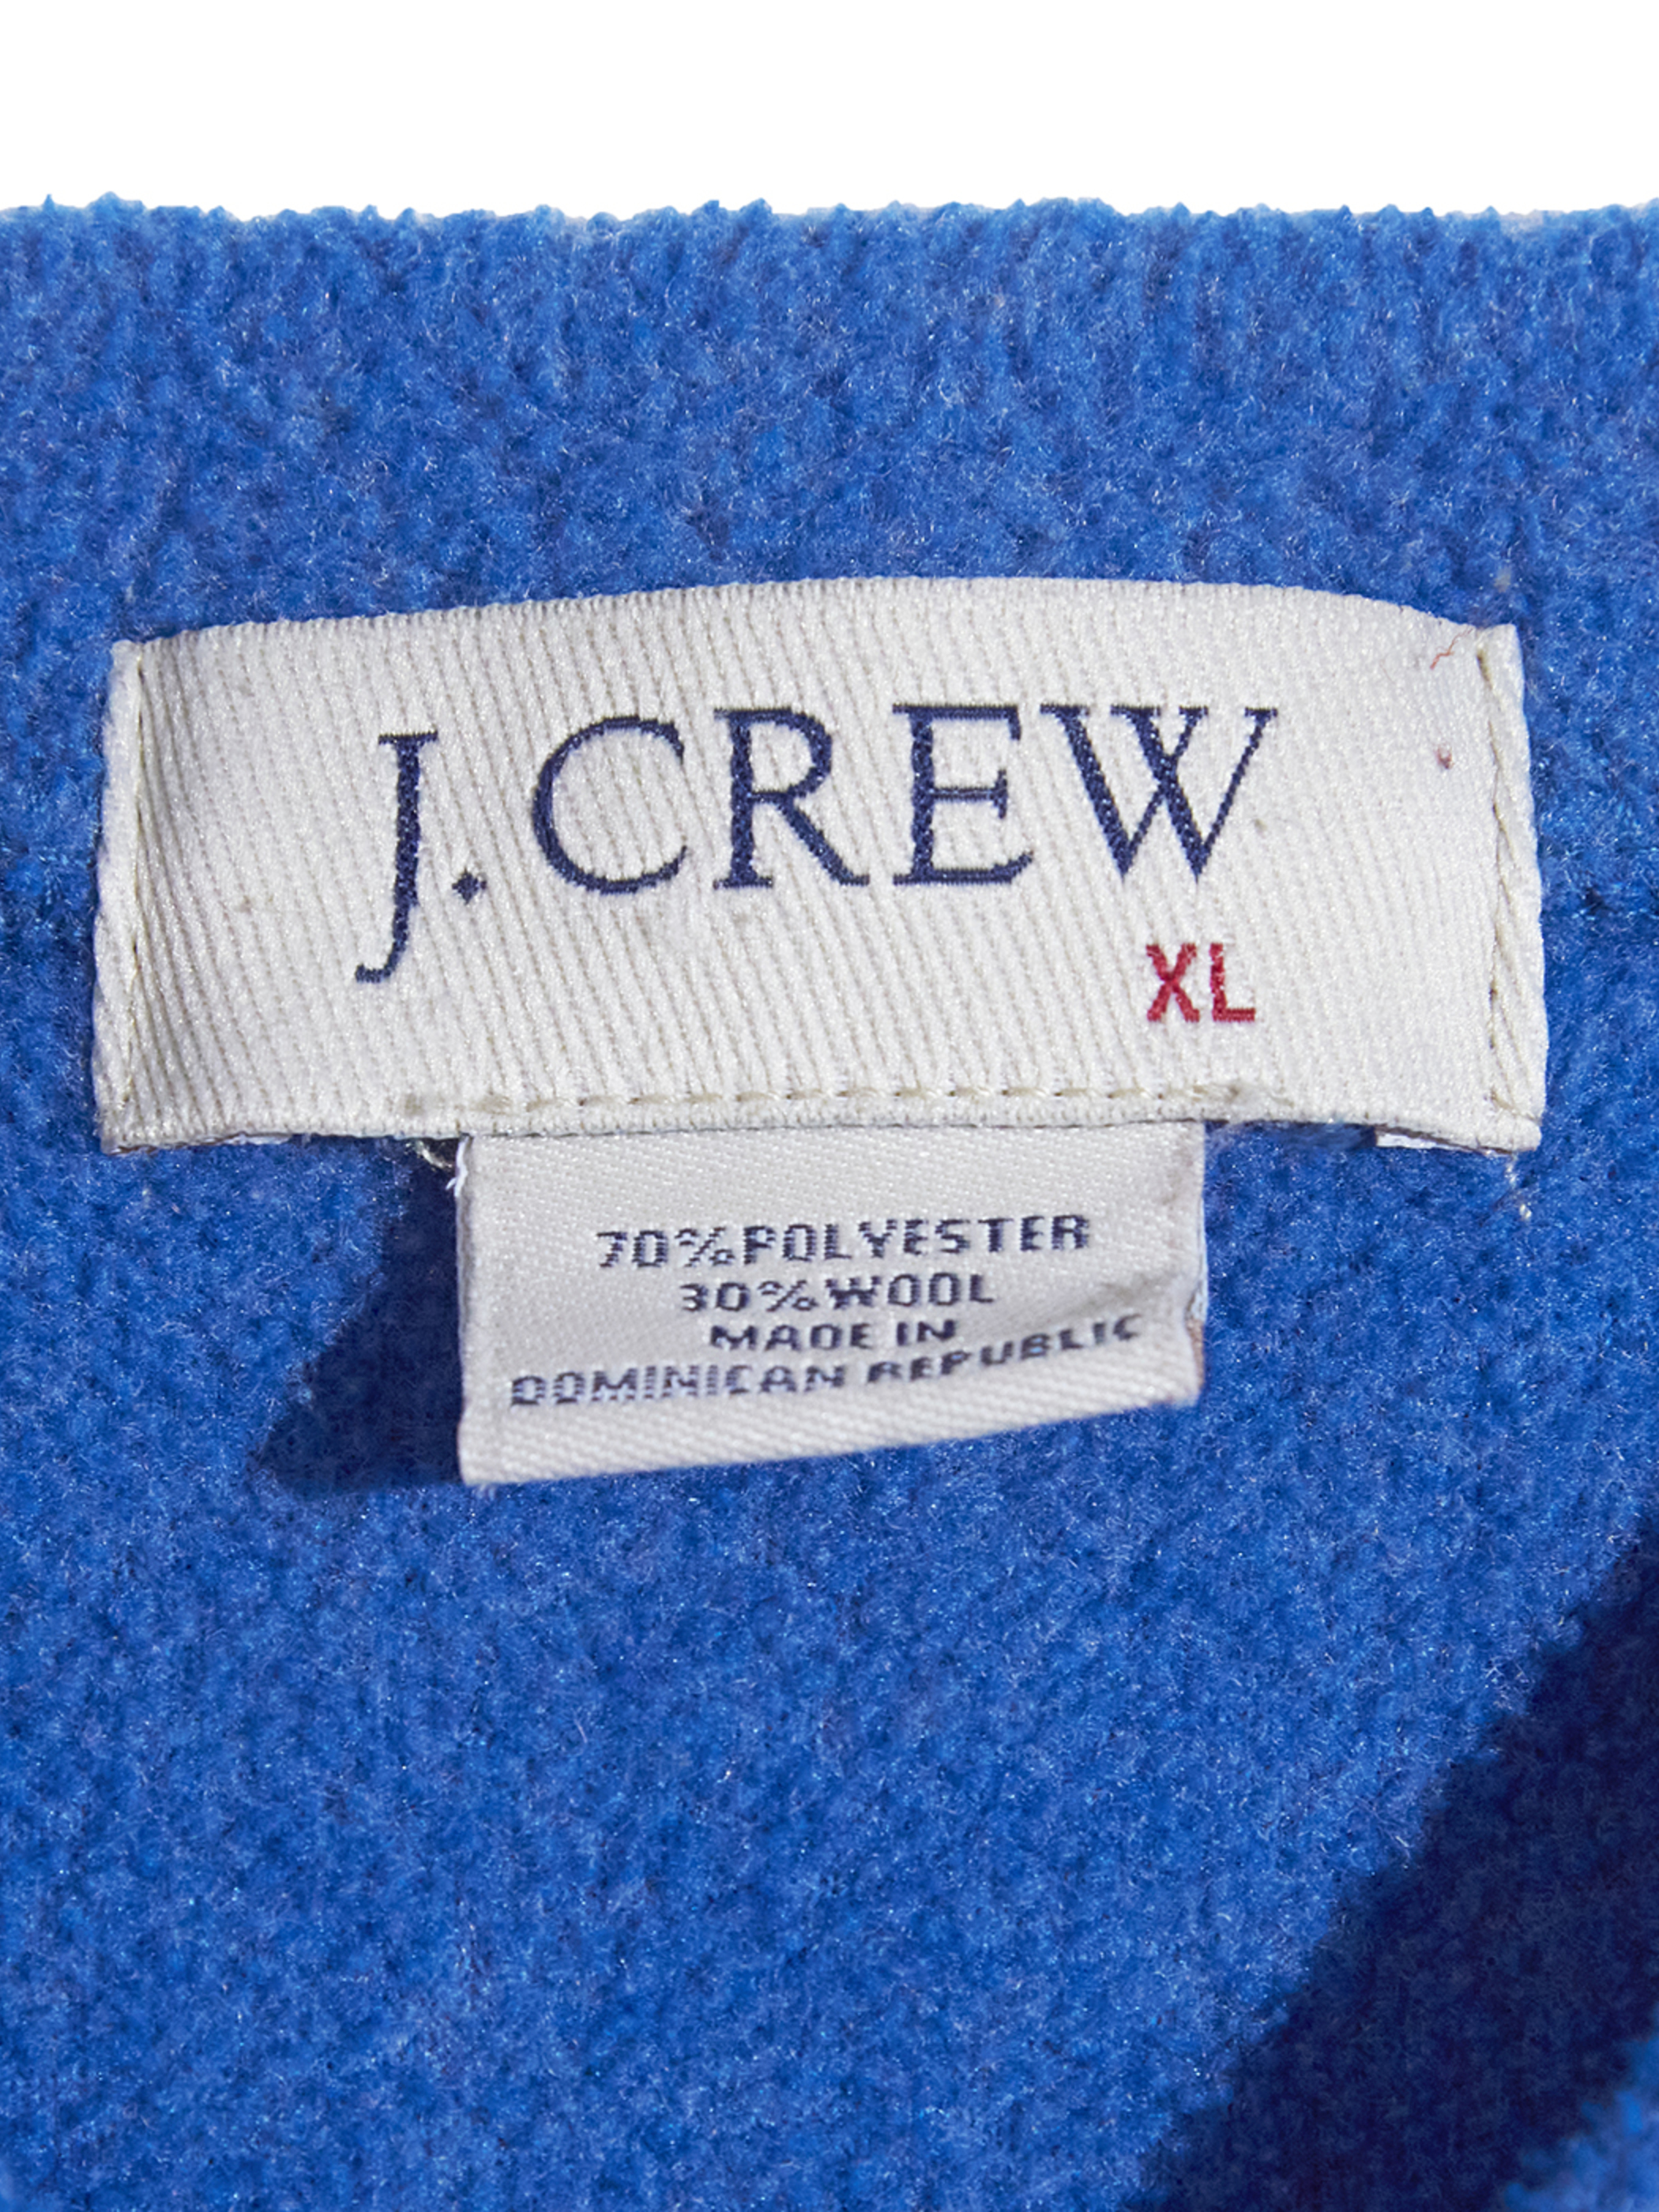 J.CREW
XL
70%POLYESTER
30%WOOL
MADE IN
DOMINICAN REPUBLIC